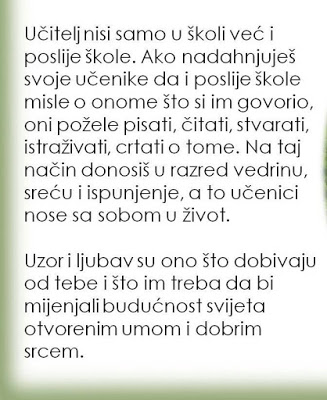 Učitelj nisi samo u školi već i
poslije škole. Ako nadahnjuješ
svoje učenike da i poslije škole
misle o onome što si im govorio,
oni požele pisati, čitati, stvarati,
istraživati, crtati o tome. Na taj
način donosiš u razred vedrinu,
sreću i ispunjenje, a to učenici
nose sa sobom u život.
Uzor i ljubav su ono što dobivaju
od tebe i što im treba da bi
mijenjali budućnost svijeta
otvorenim umom i dobrim
srcem.